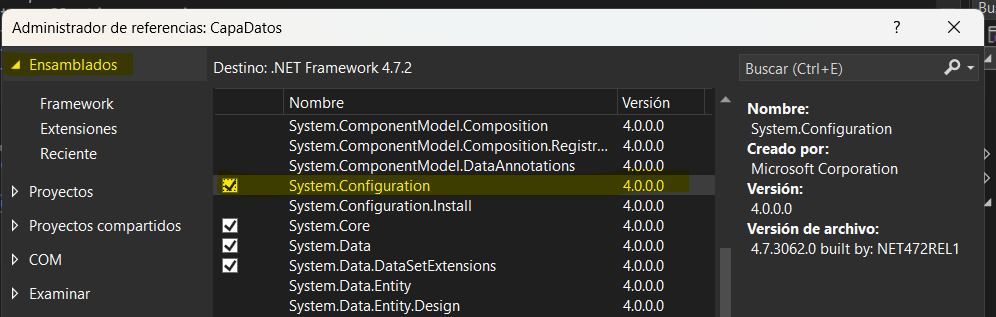 Bus
Administrador de referencias: CapaDatos ? ✕
Ensamblados
Framework
Extensiones
Reciente
Proyectos
Proyectos compartidos
COM
Examinar
Destino: .NET Framework 4.7.2
Nombre Versión
System.ComponentModel.Composition 4.0.0.0
System.ComponentModel.Composition.Registr... 4.0.0.0
System.ComponentModel.DataAnnotations 4.0.0.0
System.Configuration 4.0.0.0
System.Configuration.Install 4.0.0.0
System.Core 4.0.0.0
System.Data 4.0.0.0
System.Data.DataSetExtensions 4.0.0.0
System.Data.Entity 4.0.0.0
System.Data.Entity.Design 4.0.0.0
Buscar (Ctrl+E)
Nombre:
System.Configuration
Creado por:
Microsoft Corporation
Versión:
4.0.0.0
Versión de archivo:
4.7.3062.0 built by: NET472REL1